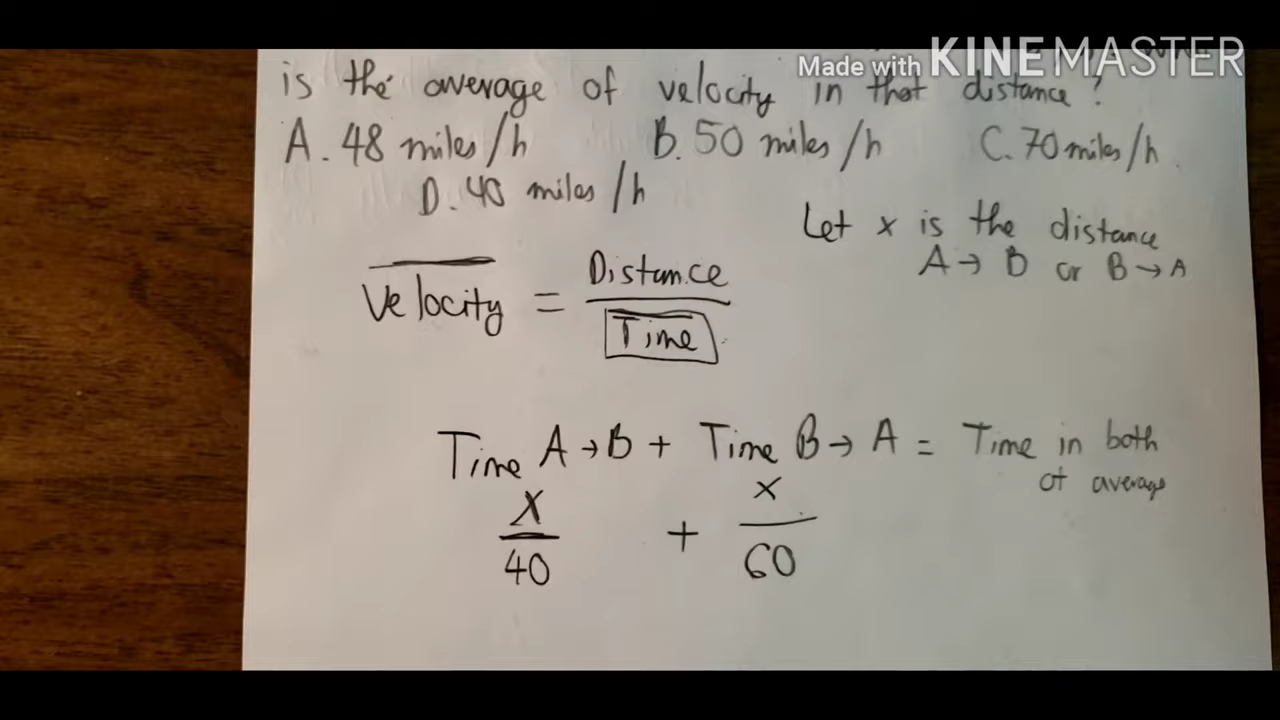 Made with KINEMASTER
is the average of velocity in that distance?
A. 48 miles/h B. 50 miles/h C. 70 miles/h
D. 40 miles/h
Let x is the distance
A → B or B → A
Velocity = Distance
Time
Time A → B + Time B → A = Time in both
of average
x + x
40 60